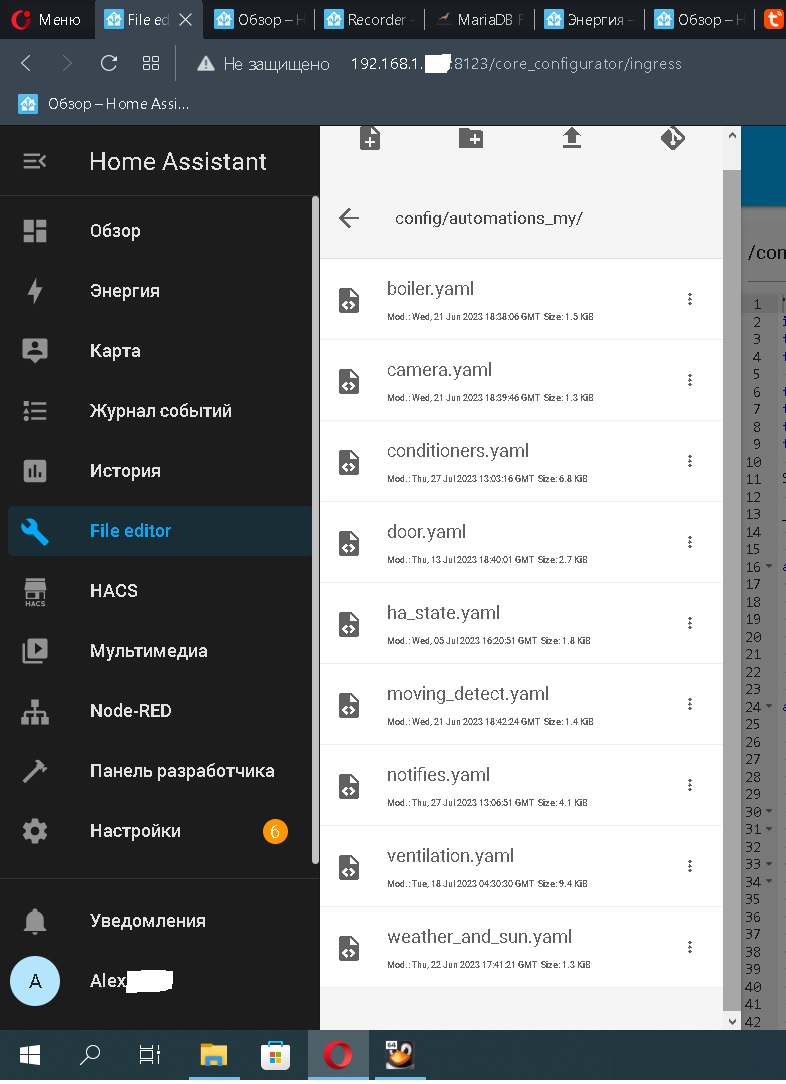 Меню
File ed
Обзор – H
Recorder -
MariaDB F
Энергия –
Обзор – H
Не защищено 192.168.1. :8123/core_configurator/ingress
Обзор – Home Assi...
Home Assistant
Обзор
Энергия
Карта
Журнал событий
История
File editor
HACS
HACS
Мультимедиа
Node-RED
Панель разработчика
Настройки 6
Уведомления
A Alex
config/automations_my/
boiler.yaml
Mod.: Wed, 21 Jun 2023 18:38:06 GMT Size: 1.5 KiB
camera.yaml
Mod.: Wed, 21 Jun 2023 18:39:46 GMT Size: 1.3 KiB
conditioners.yaml
Mod.: Thu, 27 Jul 2023 13:03:16 GMT Size: 6.8 KiB
door.yaml
Mod.: Thu, 13 Jul 2023 18:40:01 GMT Size: 2.7 KiB
ha_state.yaml
Mod.: Wed, 05 Jul 2023 16:20:51 GMT Size: 1.8 KiB
moving_detect.yaml
Mod.: Wed, 21 Jun 2023 18:42:24 GMT Size: 1.4 KiB
notifies.yaml
Mod.: Thu, 27 Jul 2023 13:06:51 GMT Size: 4.1 KiB
ventilation.yaml
Mod.: Tue, 18 Jul 2023 04:30:30 GMT Size: 9.4 KiB
weather_and_sun.yaml
Mod.: Thu, 22 Jun 2023 17:41:21 GMT Size: 1.3 KiB
/con
1
2
3
4
5
6
7
8
9
10
11
12
13
14
15
16
17
18
19
20
21
22
23
24
25
26
27
28
29
30
31
32
33
34
35
36
37
38
39
40
41
42
64